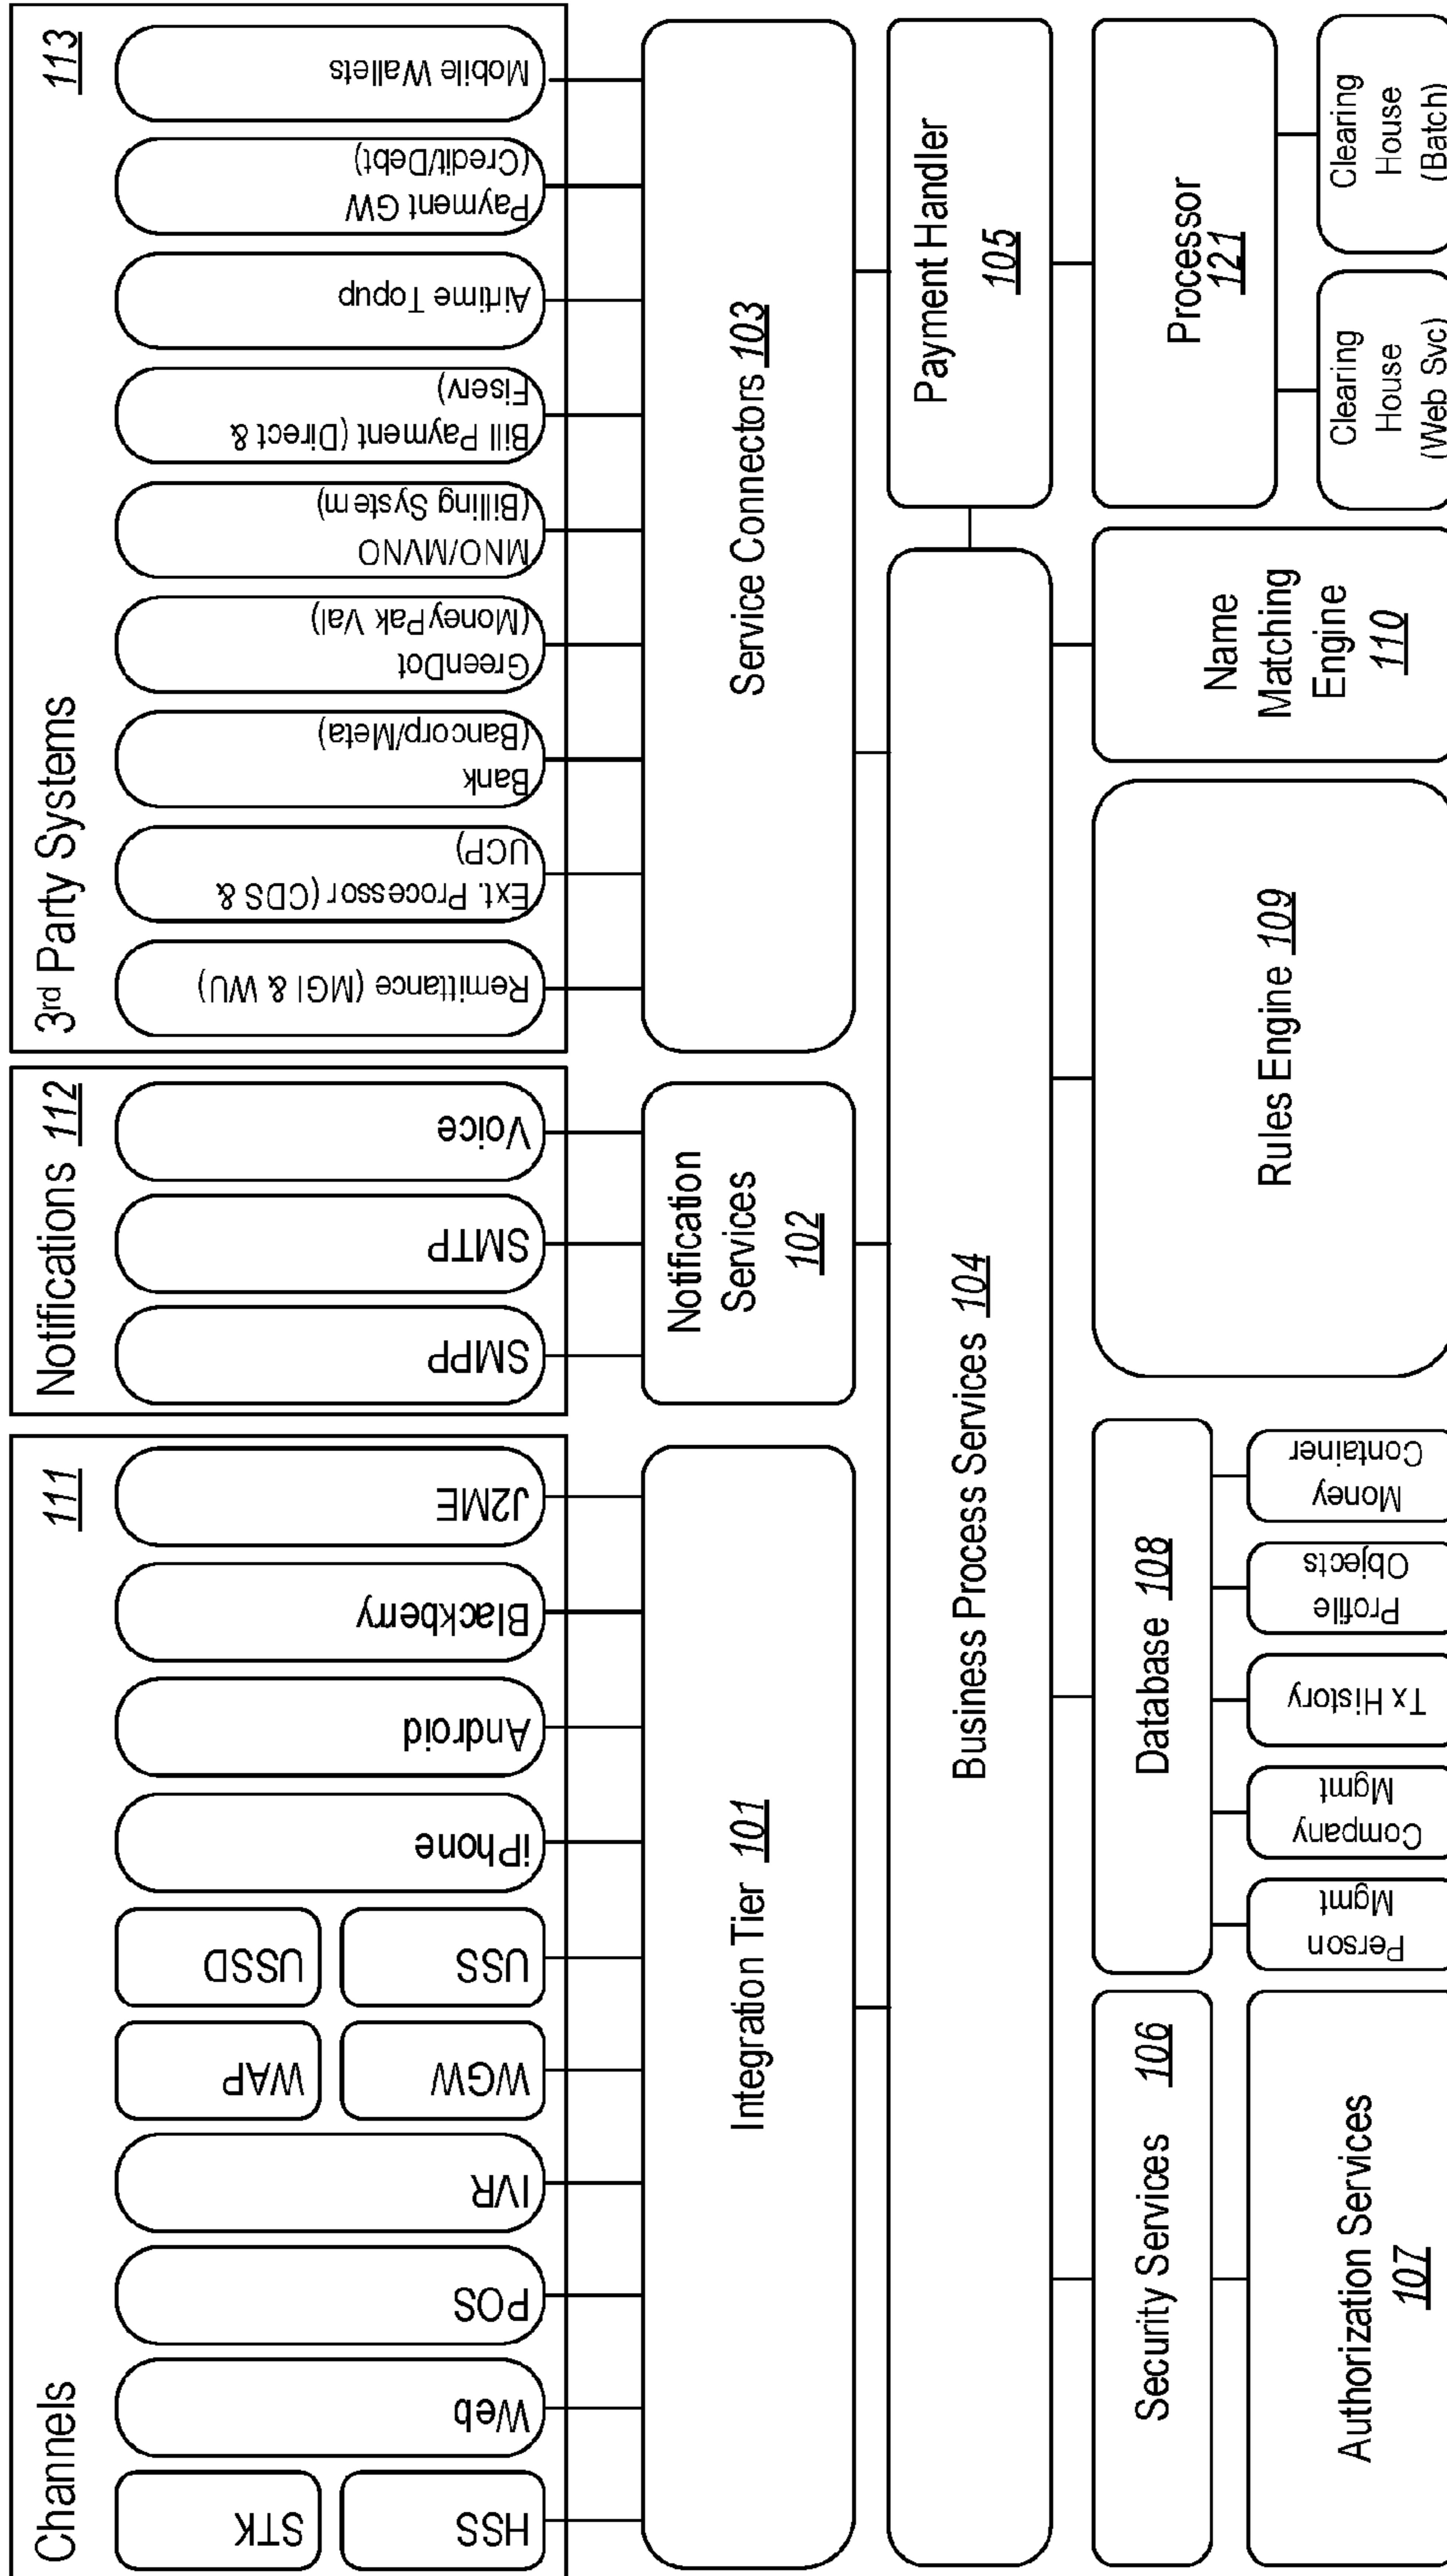 Channels 111
STK
HSS
Web
POS
IVR
WAP
WGW
USSD
USS
iPhone
Android
Blackberry
J2ME
Notifications 112
SMPP
SMTP
Voice
3rd Party Systems 113
Remittance (MGI & WU)
Ext. Processor (CDS &
UCP)
Bank
(Bancorp/Meta)
GreenDot
(MoneyPak Val)
MNO/MVNO
(Billing System)
Bill Payment (Direct &
Fiserv)
Airtime Topup
Payment GW
(Credit/Debt)
Mobile Wallets
Integration Tier 101
Notification
Services
102
Service Connectors 103
Business Process Services 104
Payment Handler
105
Security Services 106
Authorization Services
107
Database 108
Person
Mgmt
Company
Mgmt
Tx History
Profile
Objects
Money
Container
Rules Engine 109
Name
Matching
Engine
110
Processor
121
Clearing
House
(Web Svc)
Clearing
House
(Batch)